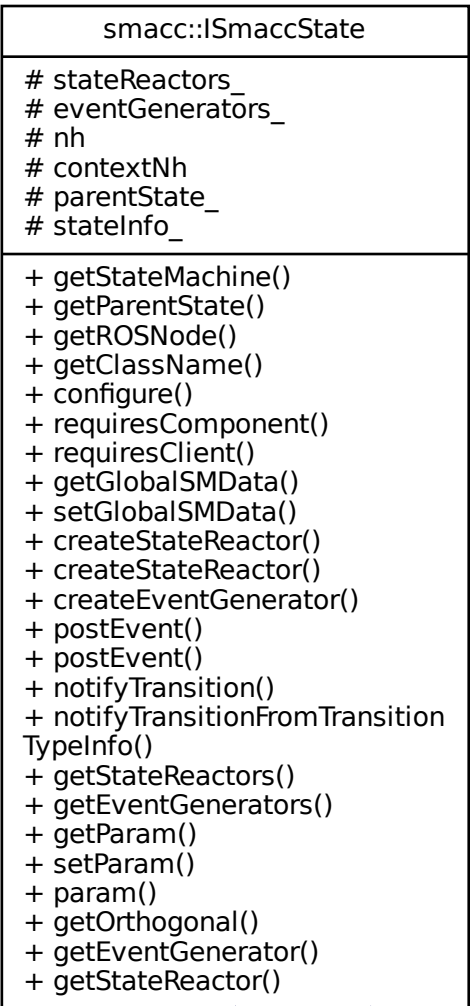 smacc::ISmaccState
# stateReactors_
# eventGenerators_
# nh
# contextNh
# parentState_
# stateInfo_
+ getStateMachine()
+ getParentState()
+ getROSNode()
+ getClassName()
+ configure()
+ requiresComponent()
+ requiresClient()
+ getGlobalSMData()
+ setGlobalSMData()
+ createStateReactor()
+ createStateReactor()
+ createEventGenerator()
+ postEvent()
+ postEvent()
+ notifyTransition()
+ notifyTransitionFromTransition
TypeInfo()
+ getStateReactors()
+ getEventGenerators()
+ getParam()
+ setParam()
+ param()
+ getOrthogonal()
+ getEventGenerator()
+ getStateReactor()